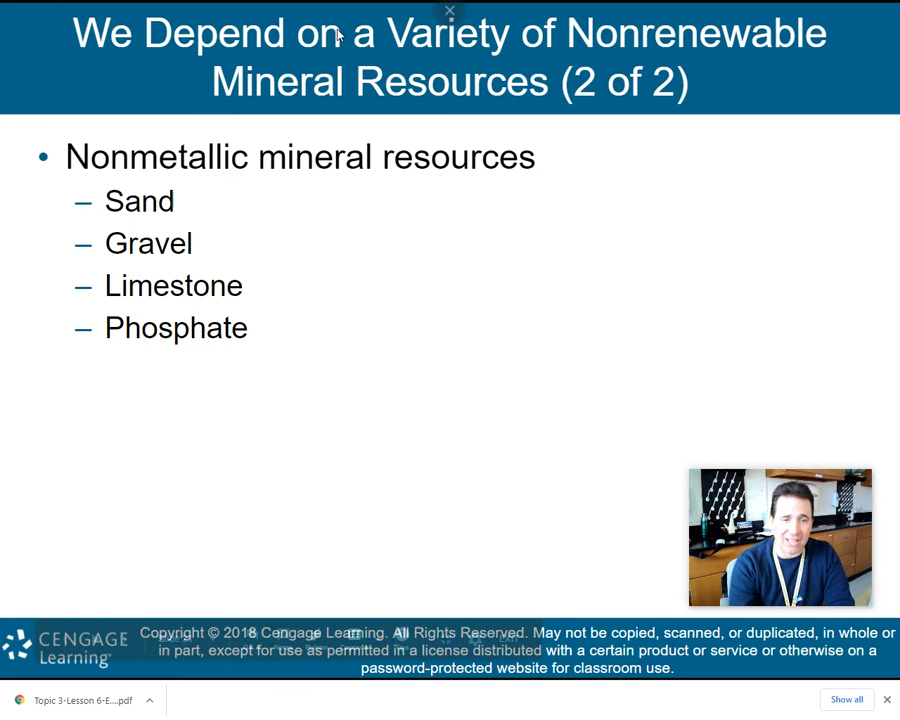 We Depend on a Variety of Nonrenewable
Mineral Resources (2 of 2)
• Nonmetallic mineral resources
– Sand
– Gravel
– Limestone
– Phosphate
CENGAGE
Learning
Copyright © 2018 Cengage Learning. All Rights Reserved. May not be copied, scanned, or duplicated, in whole or
in part, except for use as permitted in a license distributed with a certain product or service or otherwise on a
password-protected website for classroom use.
Topic 3-Lesson 6-E....pdf
Show all